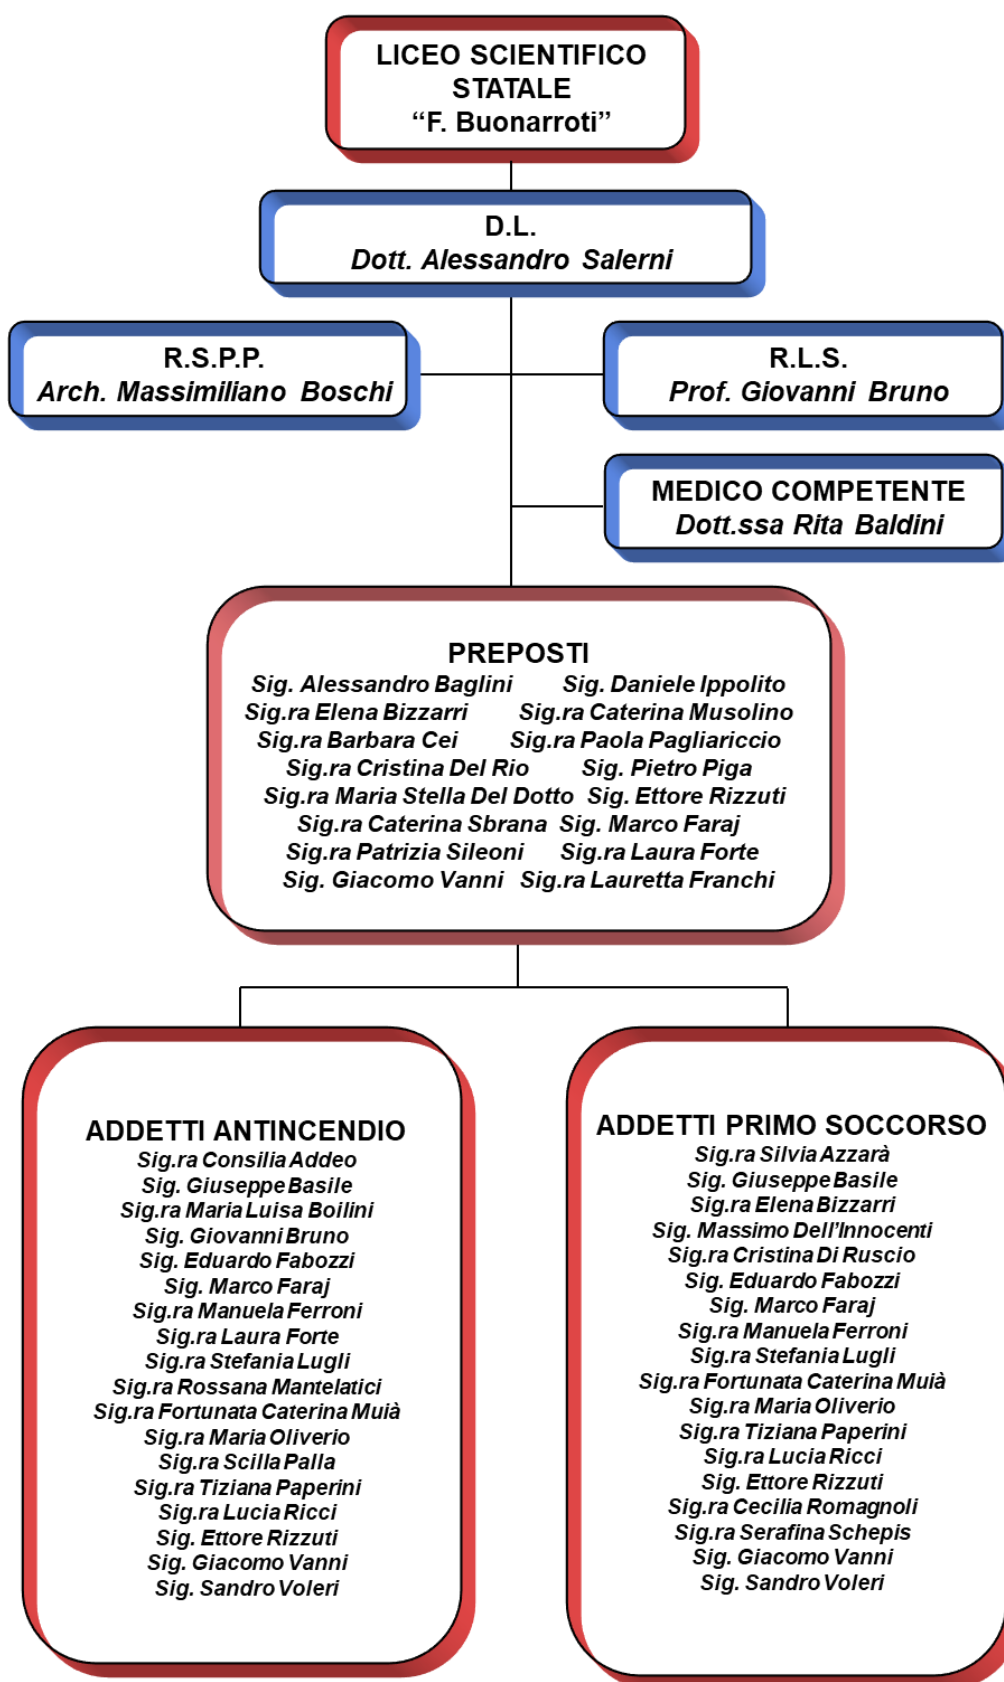 LICEO SCIENTIFICO
STATALE
“F. Buonarroti”
D.L.
Dott. Alessandro Salerni
R.S.P.P.
Arch. Massimiliano Boschi
R.L.S.
Prof. Giovanni Bruno
MEDICO COMPETENTE
Dott.ssa Rita Baldini
PREPOSTI
Sig. Alessandro Baglini Sig. Daniele Ippolito
Sig.ra Elena Bizzarri Sig.ra Caterina Musolino
Sig.ra Barbara Cei Sig.ra Paola Pagliariccio
Sig.ra Cristina Del Rio Sig. Pietro Piga
Sig.ra Maria Stella Del Dotto Sig. Ettore Rizzuti
Sig.ra Caterina Sbrana Sig. Marco Faraj
Sig.ra Patrizia Sileoni Sig.ra Laura Forte
Sig. Giacomo Vanni Sig.ra Lauretta Franchi
ADDETTI ANTINCENDIO
Sig.ra Consilia Addeo
Sig. Giuseppe Basile
Sig.ra Maria Luisa Boilini
Sig. Giovanni Bruno
Sig. Eduardo Fabozzi
Sig. Marco Faraj
Sig.ra Manuela Ferroni
Sig.ra Laura Forte
Sig.ra Stefania Lugli
Sig.ra Rossana Mantelatici
Sig.ra Fortunata Caterina Muià
Sig.ra Maria Oliverio
Sig.ra Scilla Palla
Sig.ra Tiziana Paperini
Sig.ra Lucia Ricci
Sig. Ettore Rizzuti
Sig. Giacomo Vanni
Sig. Sandro Voleri
ADDETTI PRIMO SOCCORSO
Sig.ra Silvia Azzarà
Sig. Giuseppe Basile
Sig.ra Elena Bizzarri
Sig. Massimo Dell’Innocenti
Sig.ra Cristina Di Ruscio
Sig. Eduardo Fabozzi
Sig. Marco Faraj
Sig.ra Manuela Ferroni
Sig.ra Stefania Lugli
Sig.ra Fortunata Caterina Muià
Sig.ra Maria Oliverio
Sig.ra Tiziana Paperini
Sig.ra Lucia Ricci
Sig. Ettore Rizzuti
Sig.ra Cecilia Romagnoli
Sig.ra Serafina Schepis
Sig. Giacomo Vanni
Sig. Sandro Voleri